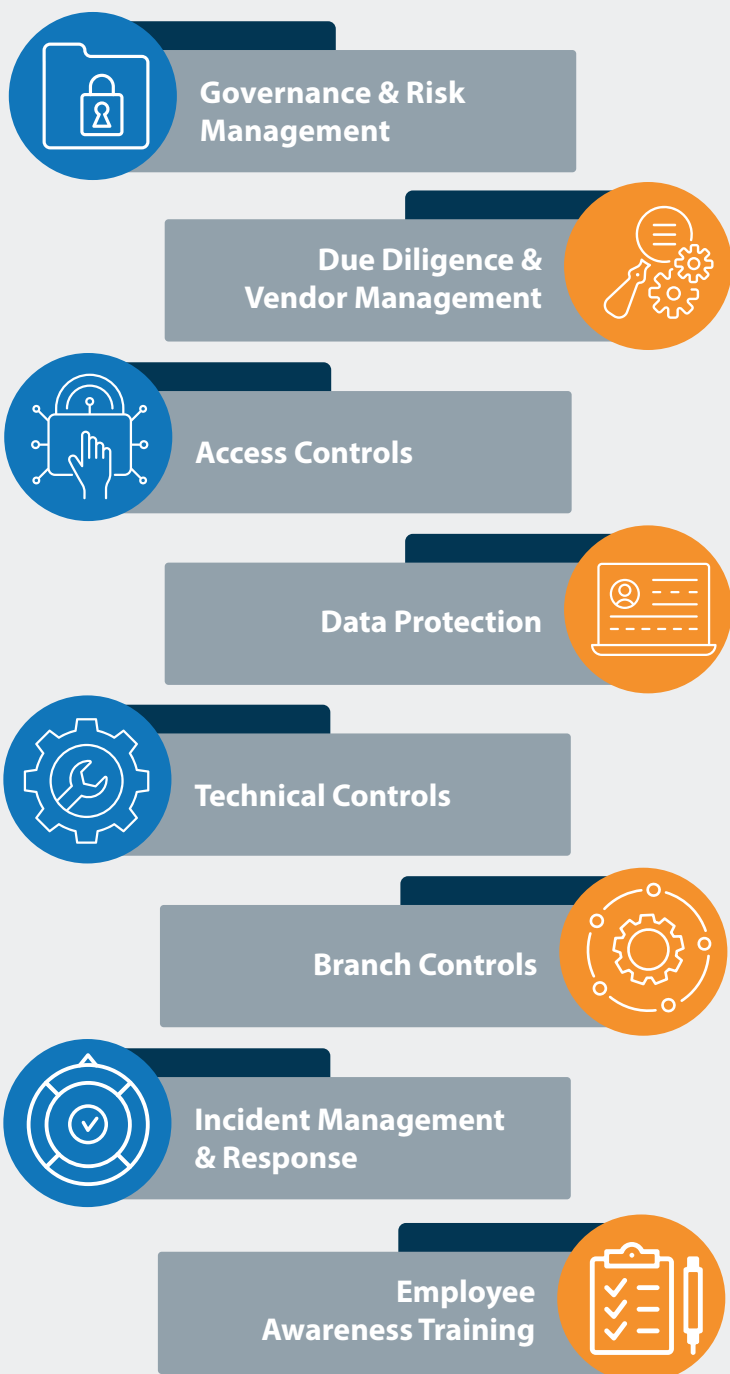 Governance & Risk
Management
Due Diligence &
Vendor Management
Access Controls
Data Protection
Technical Controls
Branch Controls
Incident Management
& Response
Employee
Awareness Training